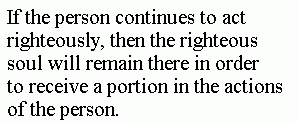 If the person continues to act
righteously, then the righteous
soul will remain there in order
to receive a portion in the actions
of the person.